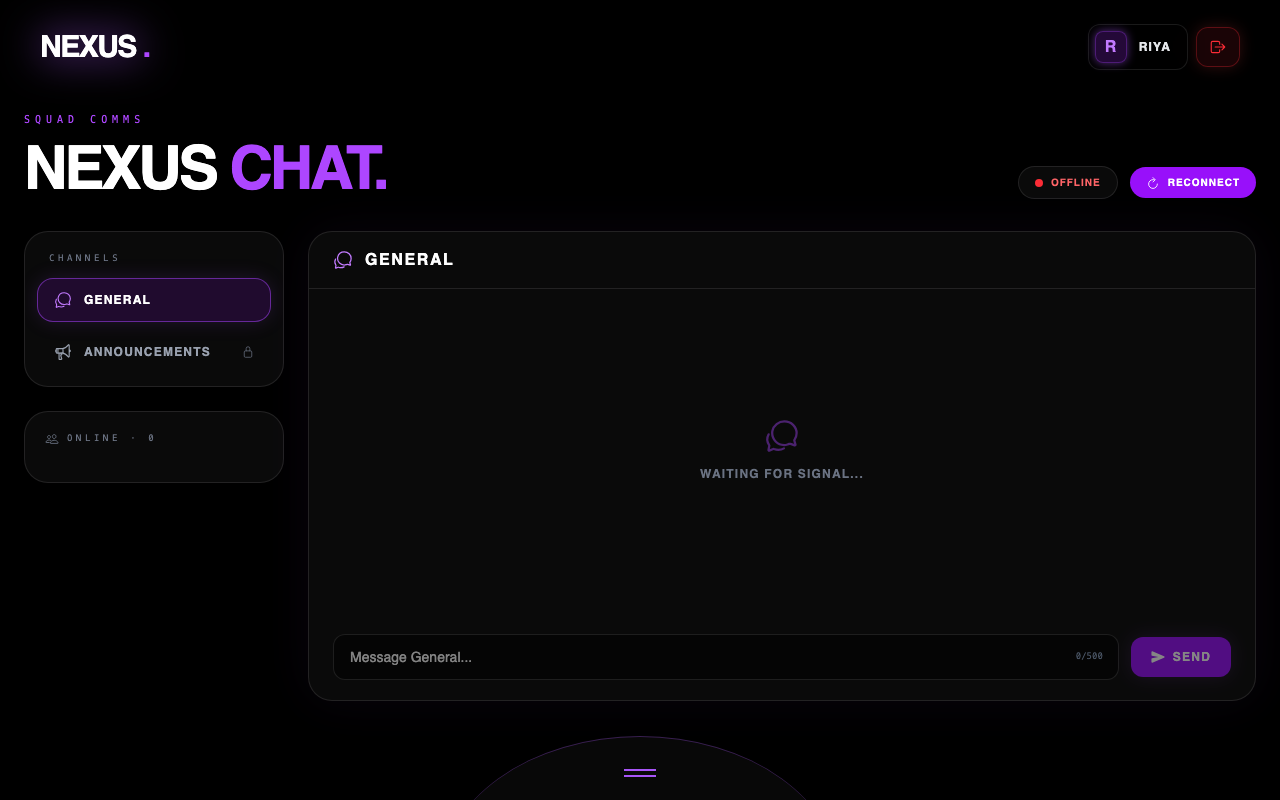 NEXUS .
R RIYA
SQUAD COMMS
NEXUS CHAT.
OFFLINE
RECONNECT
CHANNELS
GENERAL
ANNOUNCEMENTS
ONLINE · 0
GENERAL
WAITING FOR SIGNAL...
Message General...
0/500
SEND